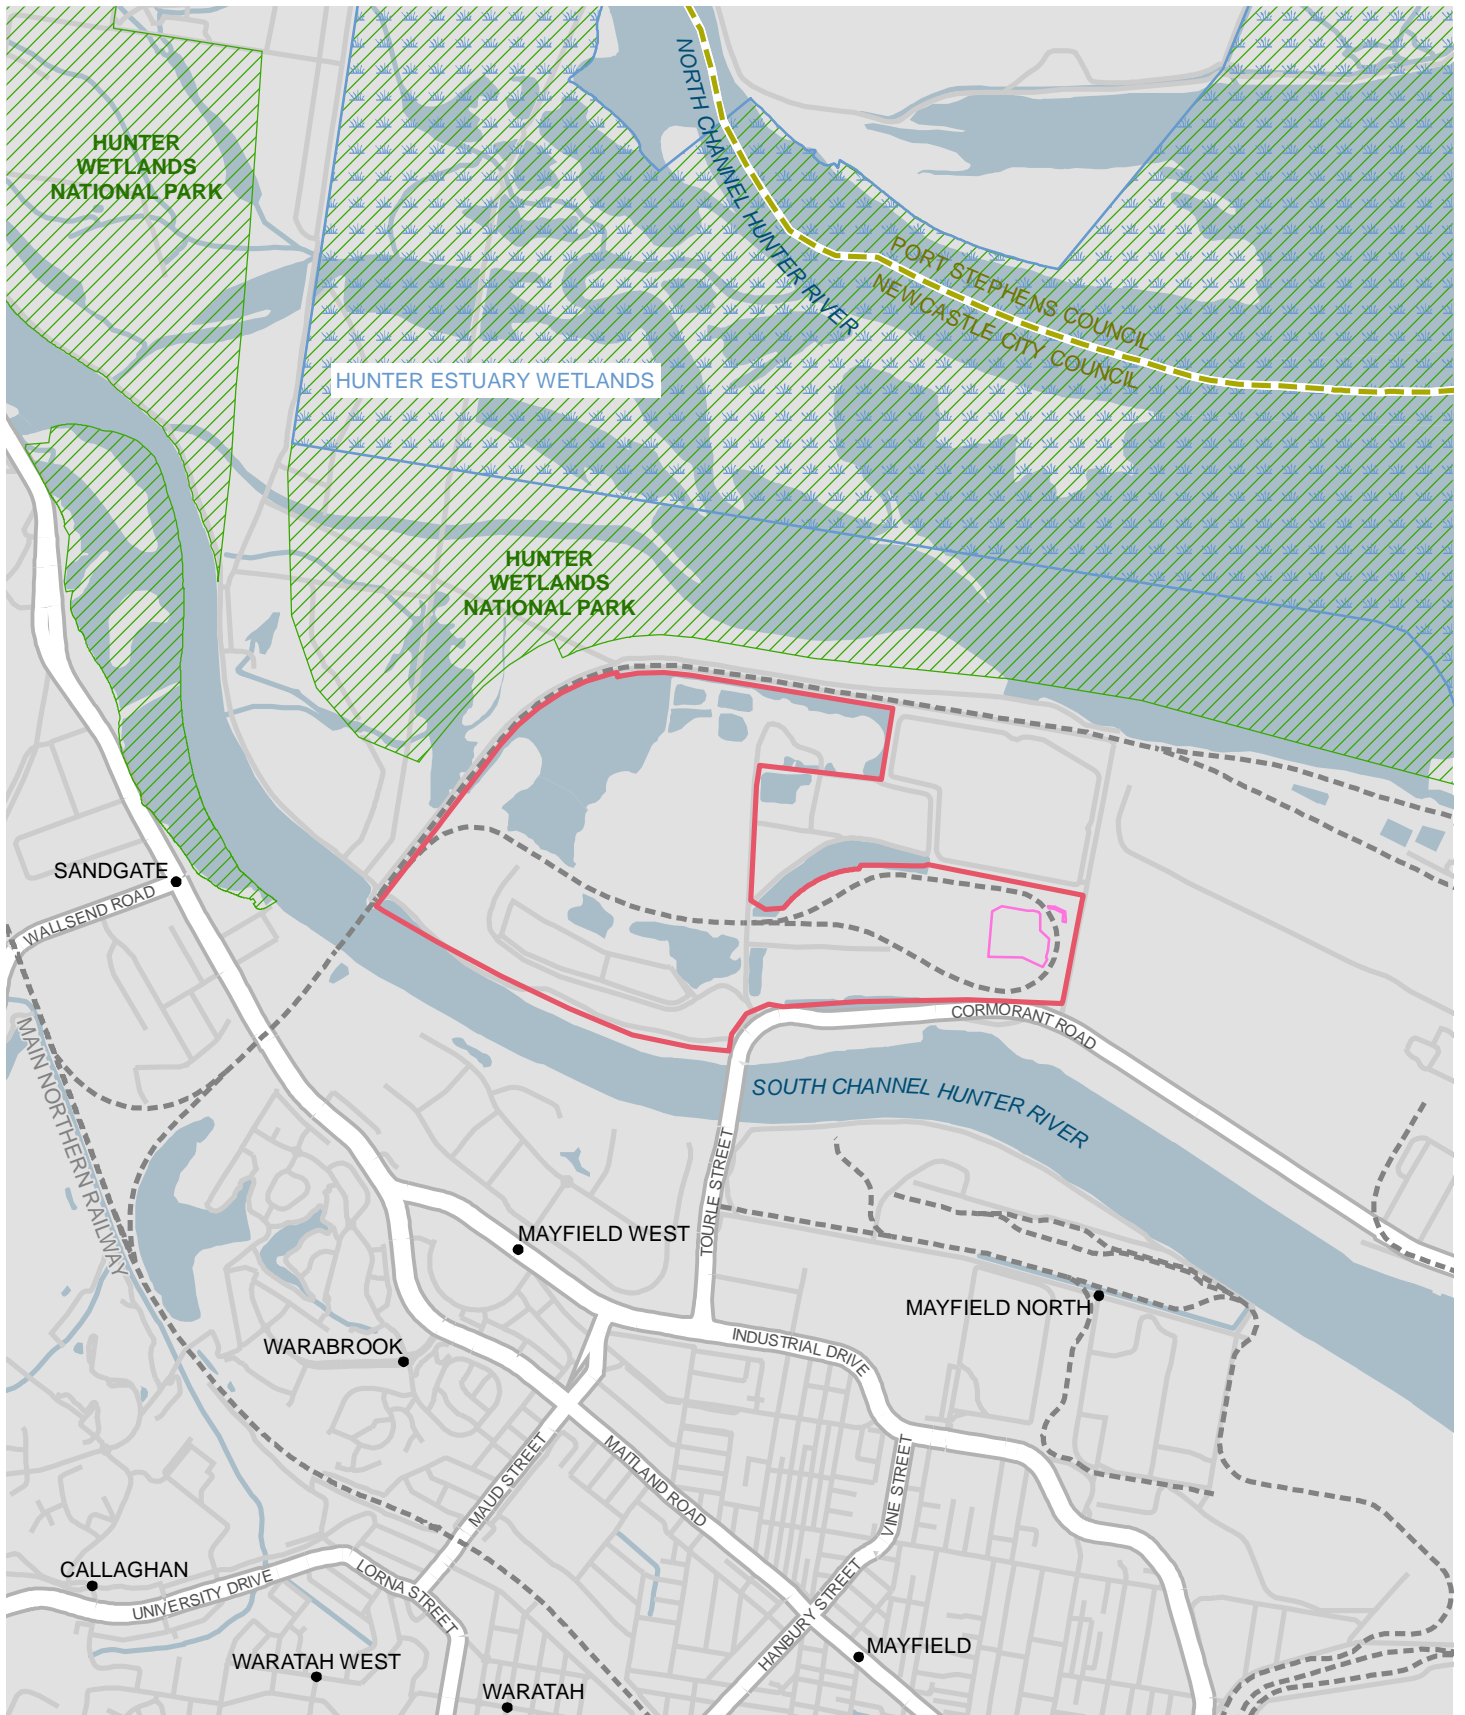 HUNTER
WETLANDS
NATIONAL PARK
NORTH CHANNEL HUNTER RIVER
PORT STEPHENS COUNCIL
NEWCASTLE CITY COUNCIL
HUNTER ESTUARY WETLANDS
HUNTER
WETLANDS
NATIONAL PARK
SANDGATE
WALLSEND ROAD
MAIN NORTHERN RAILWAY
CORMORANT ROAD
SOUTH CHANNEL HUNTER RIVER
TOURLE STREET
MAYFIELD WEST
MAYFIELD NORTH
WARABROOK
INDUSTRIAL DRIVE
MAUD STREET
MAITLAND ROAD
VINE STREET
CALLAGHAN
UNIVERSITY DRIVE
LORNA STREET
HANBURY STREET
MAYFIELD
WARATAH WEST
WARATAH